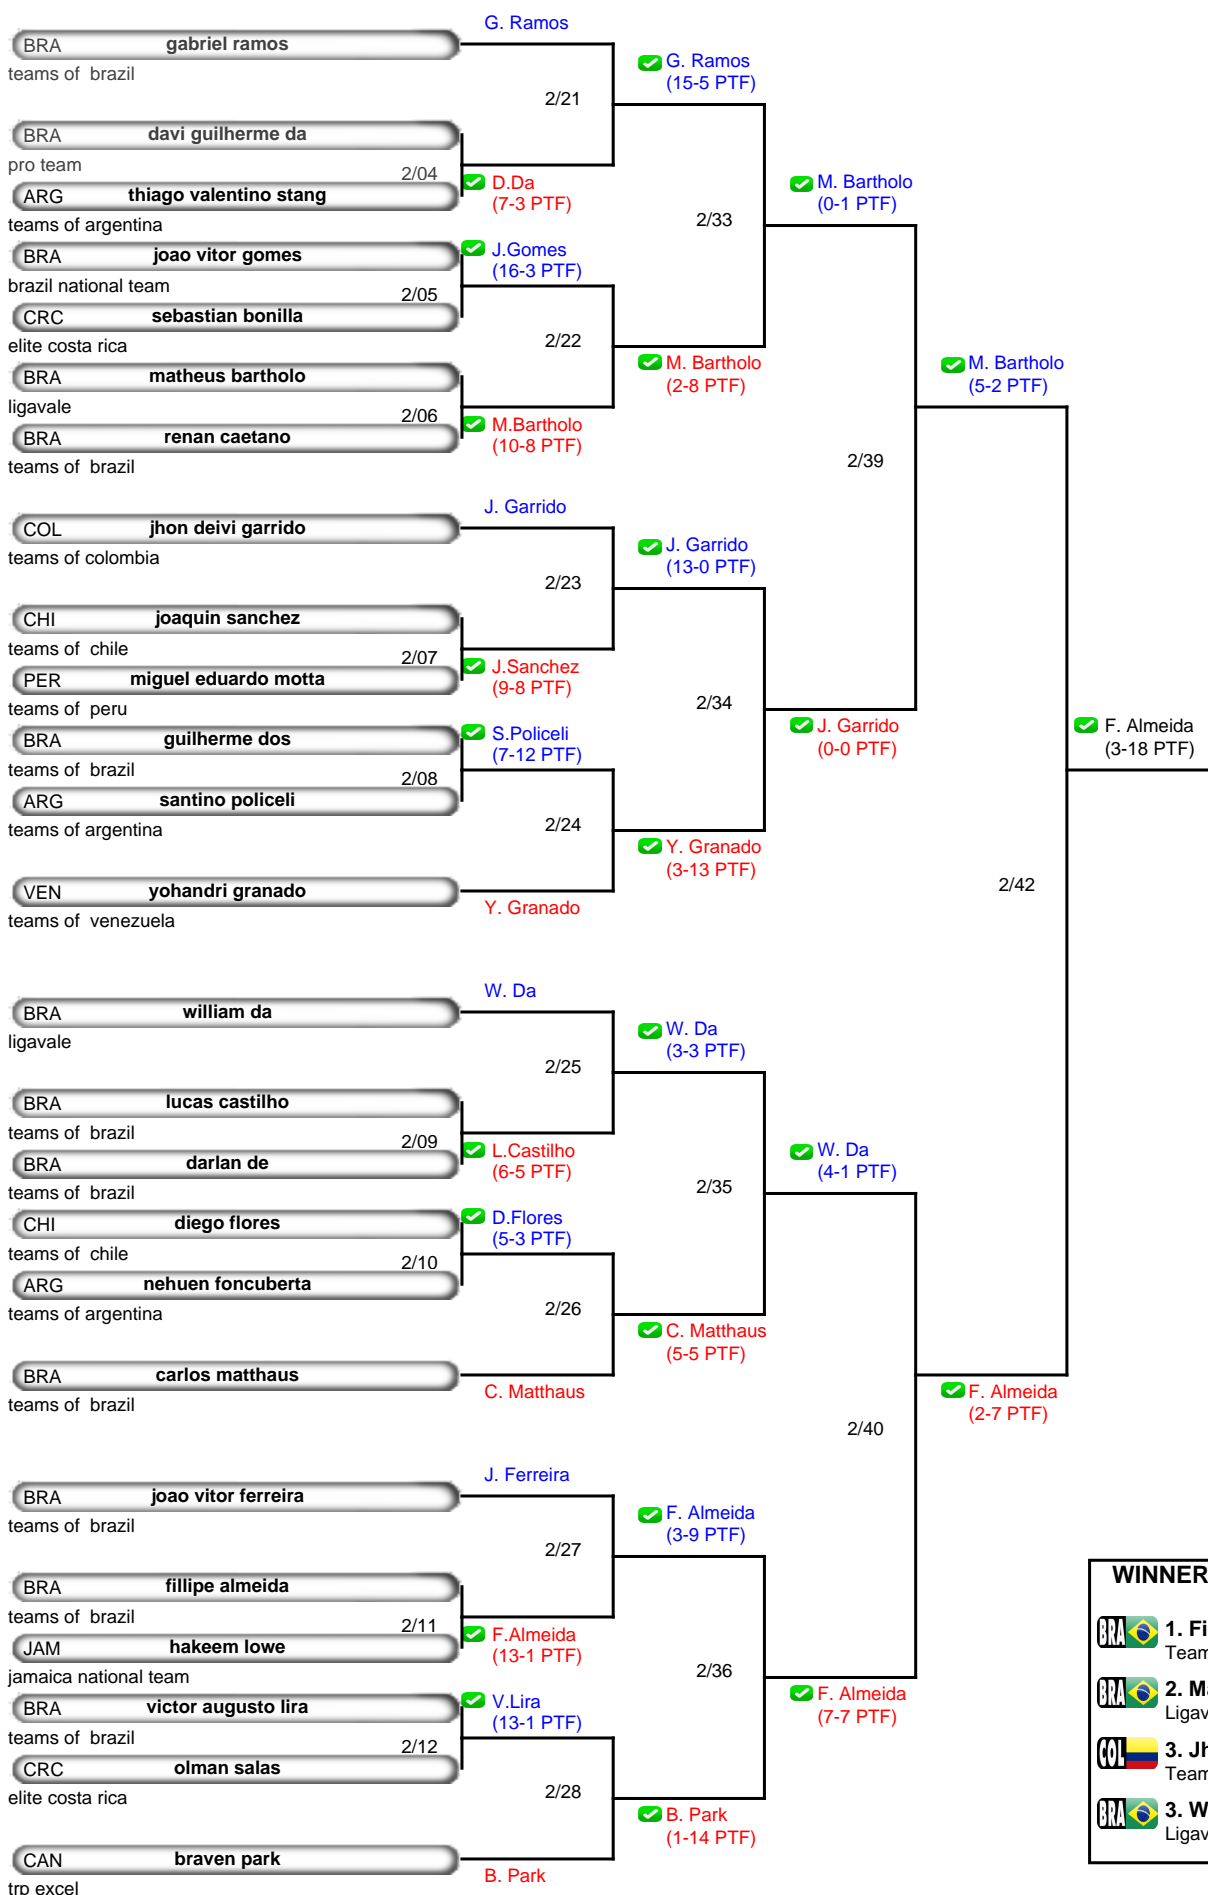 G. Ramos
BRA gabriel ramos
teams of  brazil
G. Ramos
(15-5 PTF)
2/21
BRA davi guilherme da
pro team
2/04
D.Da
(7-3 PTF)
ARG thiago valentino stang
teams of argentina
M. Bartholo
(0-1 PTF)
2/33
BRA joao vitor gomes
brazil national team
J.Gomes
(16-3 PTF)
2/05
CRC sebastian bonilla
elite costa rica
2/22
BRA matheus bartholo
ligavale
M. Bartholo
(2-8 PTF)
2/06
M.Bartholo
(10-8 PTF)
BRA renan caetano
teams of  brazil
M. Bartholo
(5-2 PTF)
2/39
J. Garrido
COL jhon deivi garrido
teams of colombia
J. Garrido
(13-0 PTF)
2/23
CHI joaquin sanchez
teams of  chile
2/07
J.Sanchez
(9-8 PTF)
PER miguel eduardo motta
teams of  peru
2/34
J. Garrido
(0-0 PTF)
BRA guilherme dos
teams of  brazil
S.Policeli
(7-12 PTF)
2/08
ARG santino policeli
teams of argentina
2/24
Y. Granado
(3-13 PTF)
VEN yohandri granado
teams of  venezuela
Y. Granado
F. Almeida
(3-18 PTF)
2/42
W. Da
BRA william da
ligavale
W. Da
(3-3 PTF)
2/25
BRA lucas castilho
teams of  brazil
2/09
L.Castilho
(6-5 PTF)
BRA darlan de
teams of  brazil
W. Da
(4-1 PTF)
2/35
CHI diego flores
teams of  chile
D.Flores
(5-3 PTF)
2/10
ARG nehuen foncuberta
teams of argentina
2/26
C. Matthaus
(5-5 PTF)
BRA carlos matthaus
teams of  brazil
C. Matthaus
F. Almeida
(2-7 PTF)
2/40
J. Ferreira
BRA joao vitor ferreira
teams of  brazil
F. Almeida
(3-9 PTF)
2/27
BRA fillipe almeida
teams of  brazil
2/11
F.Almeida
(13-1 PTF)
JAM hakeem lowe
jamaica national team
2/36
F. Almeida
(7-7 PTF)
BRA victor augusto lira
teams of  brazil
V.Lira
(13-1 PTF)
2/12
CRC olman salas
elite costa rica
2/28
B. Park
(1-14 PTF)
CAN braven park
trp excel
B. Park
WINNER
BRA 1. Fi
Team
BRA 2. Ma
Ligav
COL 3. Jh
Team
BRA 3. W
Ligav